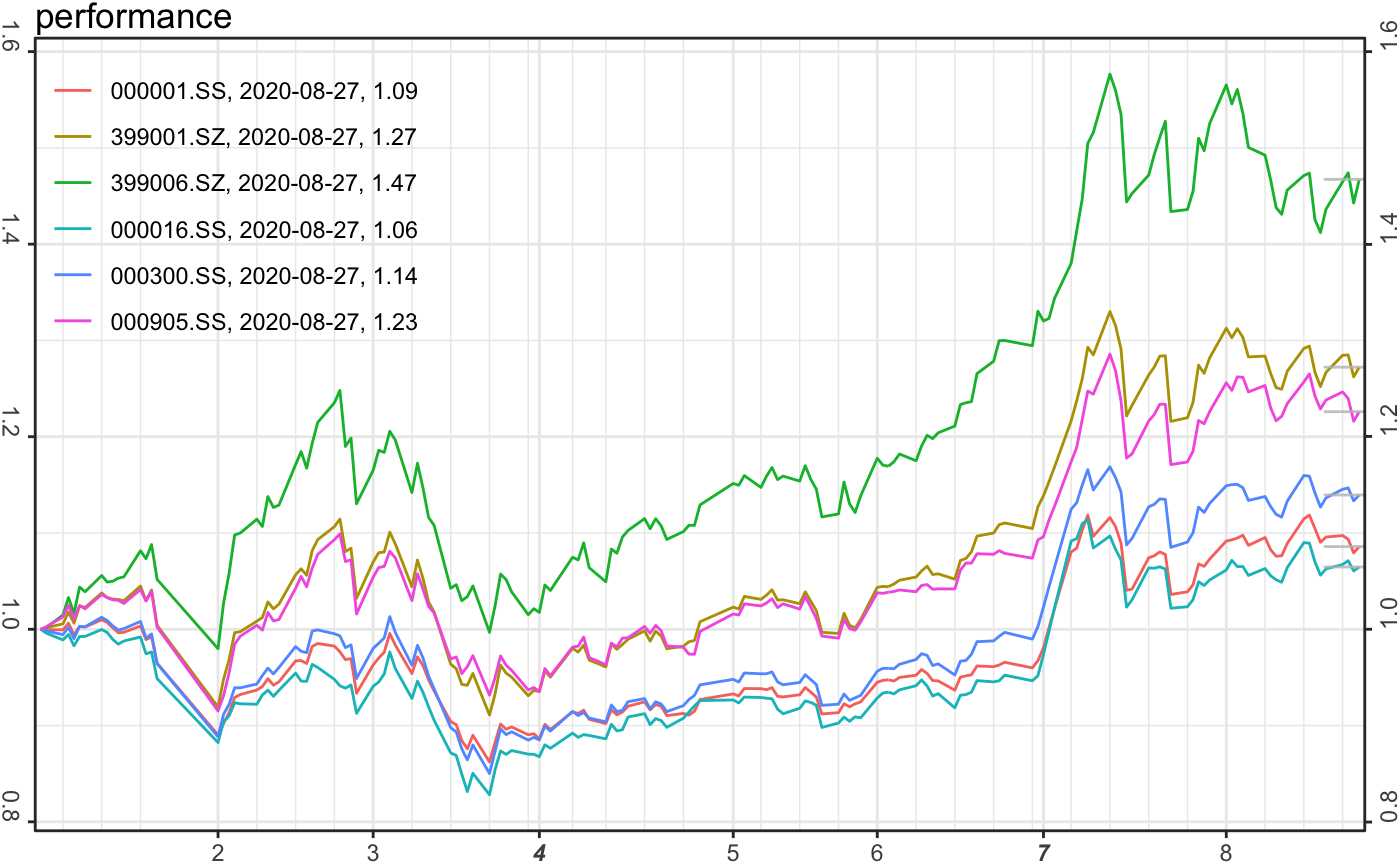 performance
1.6 1.6
000001.SS, 2020-08-27, 1.09
399001.SZ, 2020-08-27, 1.27
399006.SZ, 2020-08-27, 1.47
000016.SS, 2020-08-27, 1.06
000300.SS, 2020-08-27, 1.14
000905.SS, 2020-08-27, 1.23
1.4 1.4
1.2 1.2
1.0 1.0
0.8 0.8
2 3 4 5 6 7 8